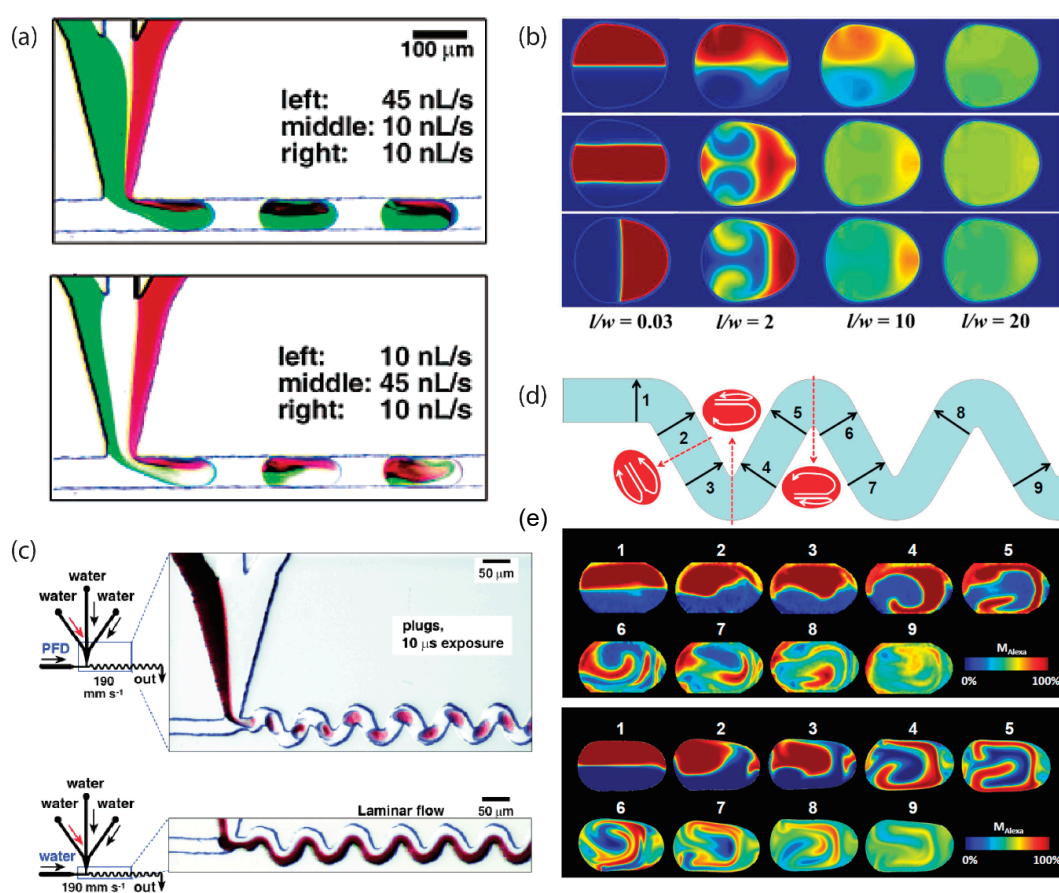 (a)
100 μm
left: 45 nL/s
middle: 10 nL/s
right: 10 nL/s
left: 10 nL/s
middle: 45 nL/s
right: 10 nL/s
(b)
l/w = 0.03
l/w = 2
l/w = 10
l/w = 20
(c)
water
water
water
PFD
out
190
mm s⁻¹
50 μm
plugs,
10 μs exposure
water
water
water
water
out
190 mm s⁻¹
Laminar flow
50 μm
(d)
1
2
3
4
5
6
7
8
9
(e)
1 2 3 4 5
6 7 8 9
M_Alexa
0% 100%
1 2 3 4 5
6 7 8 9
M_Alexa
0% 100%